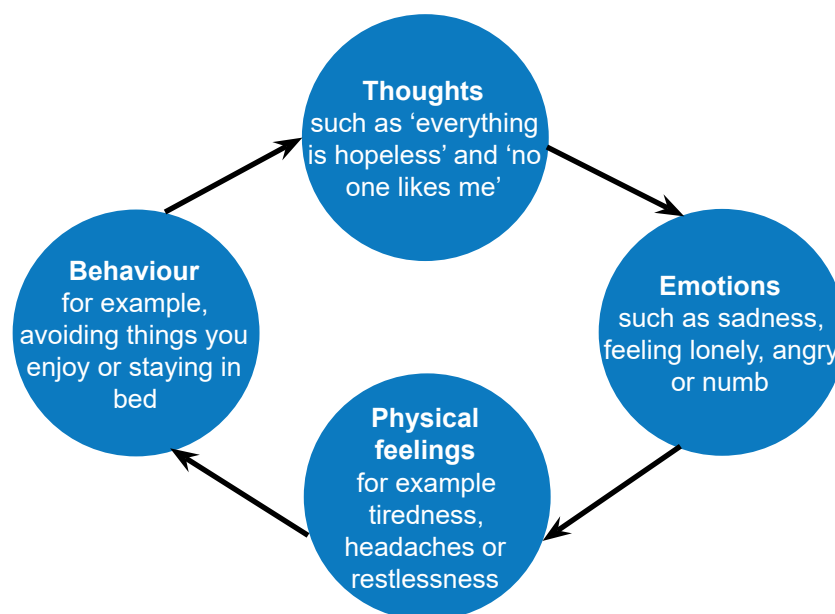 Thoughts
such as ‘everything
is hopeless’ and ‘no
one likes me’
Emotions
such as sadness,
feeling lonely, angry
or numb
Physical
feelings
for example
tiredness,
headaches or
restlessness
Behaviour
for example,
avoiding things you
enjoy or staying in
bed